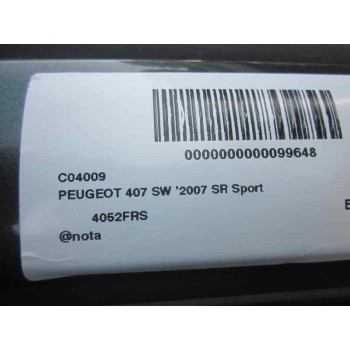 0000000000099648
C04009
PEUGEOT 407 SW '2007 SR Sport
4052FRS
@nota